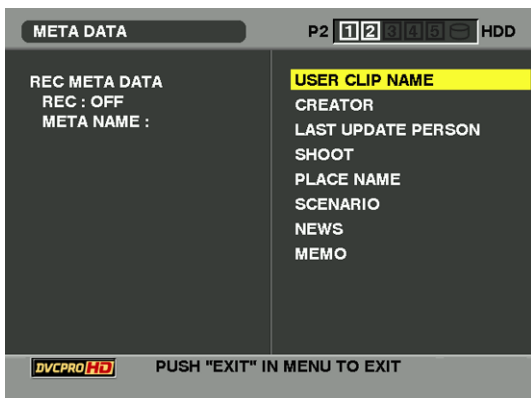 META DATA
P2 1 2 3 4 5 HDD
REC META DATA
REC : OFF
META NAME :
USER CLIP NAME
CREATOR
LAST UPDATE PERSON
SHOOT
PLACE NAME
SCENARIO
NEWS
MEMO
DVCPRO HD PUSH "EXIT" IN MENU TO EXIT